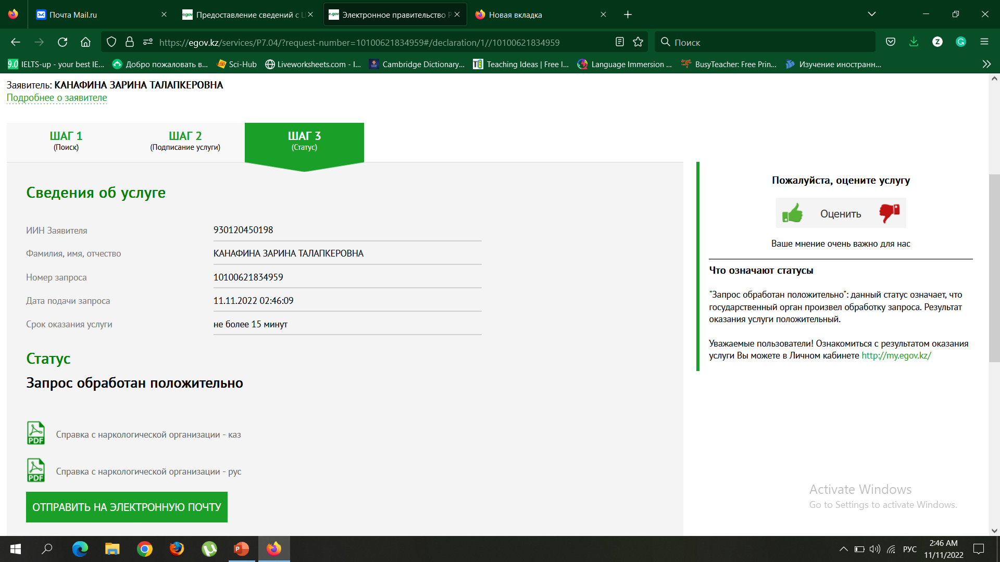 Почта Mail.ru
Предоставление сведений с Ц
Электронное правительство Р
Новая вкладка
https://egov.kz/services/P7.04/?request-number=10100621834959#/declaration/1//10100621834959
Поиск
IELTS-up - your best IE...
Добро пожаловать в...
Sci-Hub
Liveworksheets.com - I...
Cambridge Dictionary...
Teaching Ideas | Free I...
Language Immersion ...
BusyTeacher: Free Prin...
Изучение иностранн...
Заявитель: КАНАФИНА ЗАРИНА ТАЛАПКЕРОВНА
Подробнее о заявителе
ШАГ 1
(Поиск)
ШАГ 2
(Подписание услуги)
ШАГ 3
(Статус)
Сведения об услуге
ИИН Заявителя 930120450198
Фамилия, имя, отчество КАНАФИНА ЗАРИНА ТАЛАПКЕРОВНА
Номер запроса 10100621834959
Дата подачи запроса 11.11.2022 02:46:09
Срок оказания услуги не более 15 минут
Статус
Запрос обработан положительно
PDF Справка с наркологической организации - каз
PDF Справка с наркологической организации - рус
ОТПРАВИТЬ НА ЭЛЕКТРОННУЮ ПОЧТУ
Пожалуйста, оцените услугу
Оценить
Ваше мнение очень важно для нас
Что означают статусы
"Запрос обработан положительно": данный статус означает, что
государственный орган произвел обработку запроса. Результат
оказания услуги положительный.
Уважаемые пользователи! Ознакомиться с результатом оказания
услуги Вы можете в Личном кабинете http://my.egov.kz/
Activate Windows
Go to Settings to activate Windows.
РУС
2:46 AM
11/11/2022